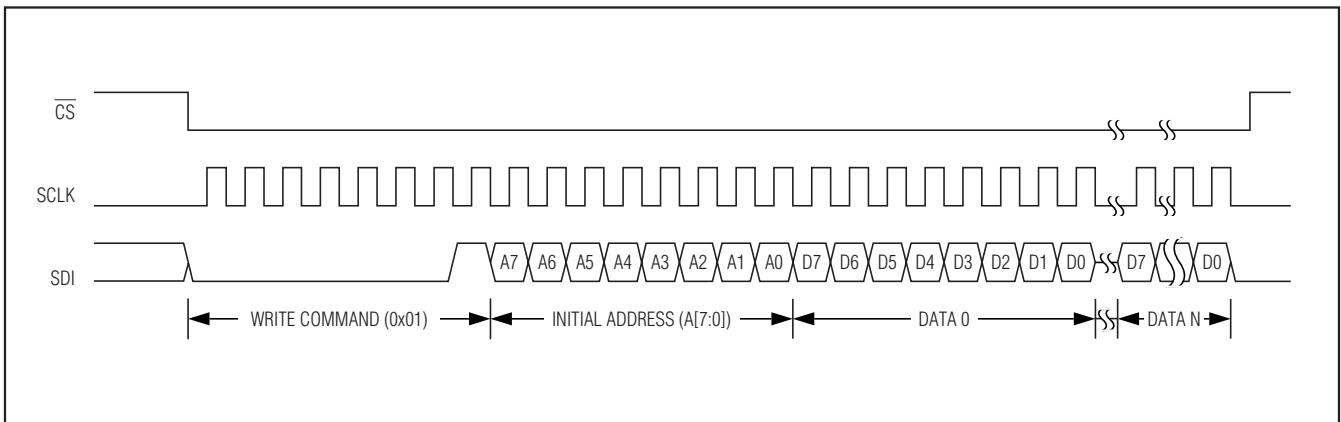 CS
SCLK
SDI A7 A6 A5 A4 A3 A2 A1 A0 D7 D6 D5 D4 D3 D2 D1 D0 D7 D0
WRITE COMMAND (0x01) INITIAL ADDRESS (A[7:0]) DATA 0 DATA N